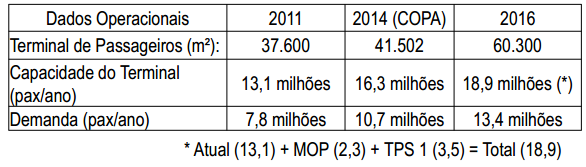 Dados Operacionais 2011 2014 (COPA) 2016
Terminal de Passageiros (m²): 37.600 41.502 60.300
Capacidade do Terminal (pax/ano) 13,1 milhões 16,3 milhões 18,9 milhões (*)
Demanda (pax/ano) 7,8 milhões 10,7 milhões 13,4 milhões
* Atual (13,1) + MOP (2,3) + TPS 1 (3,5) = Total (18,9)